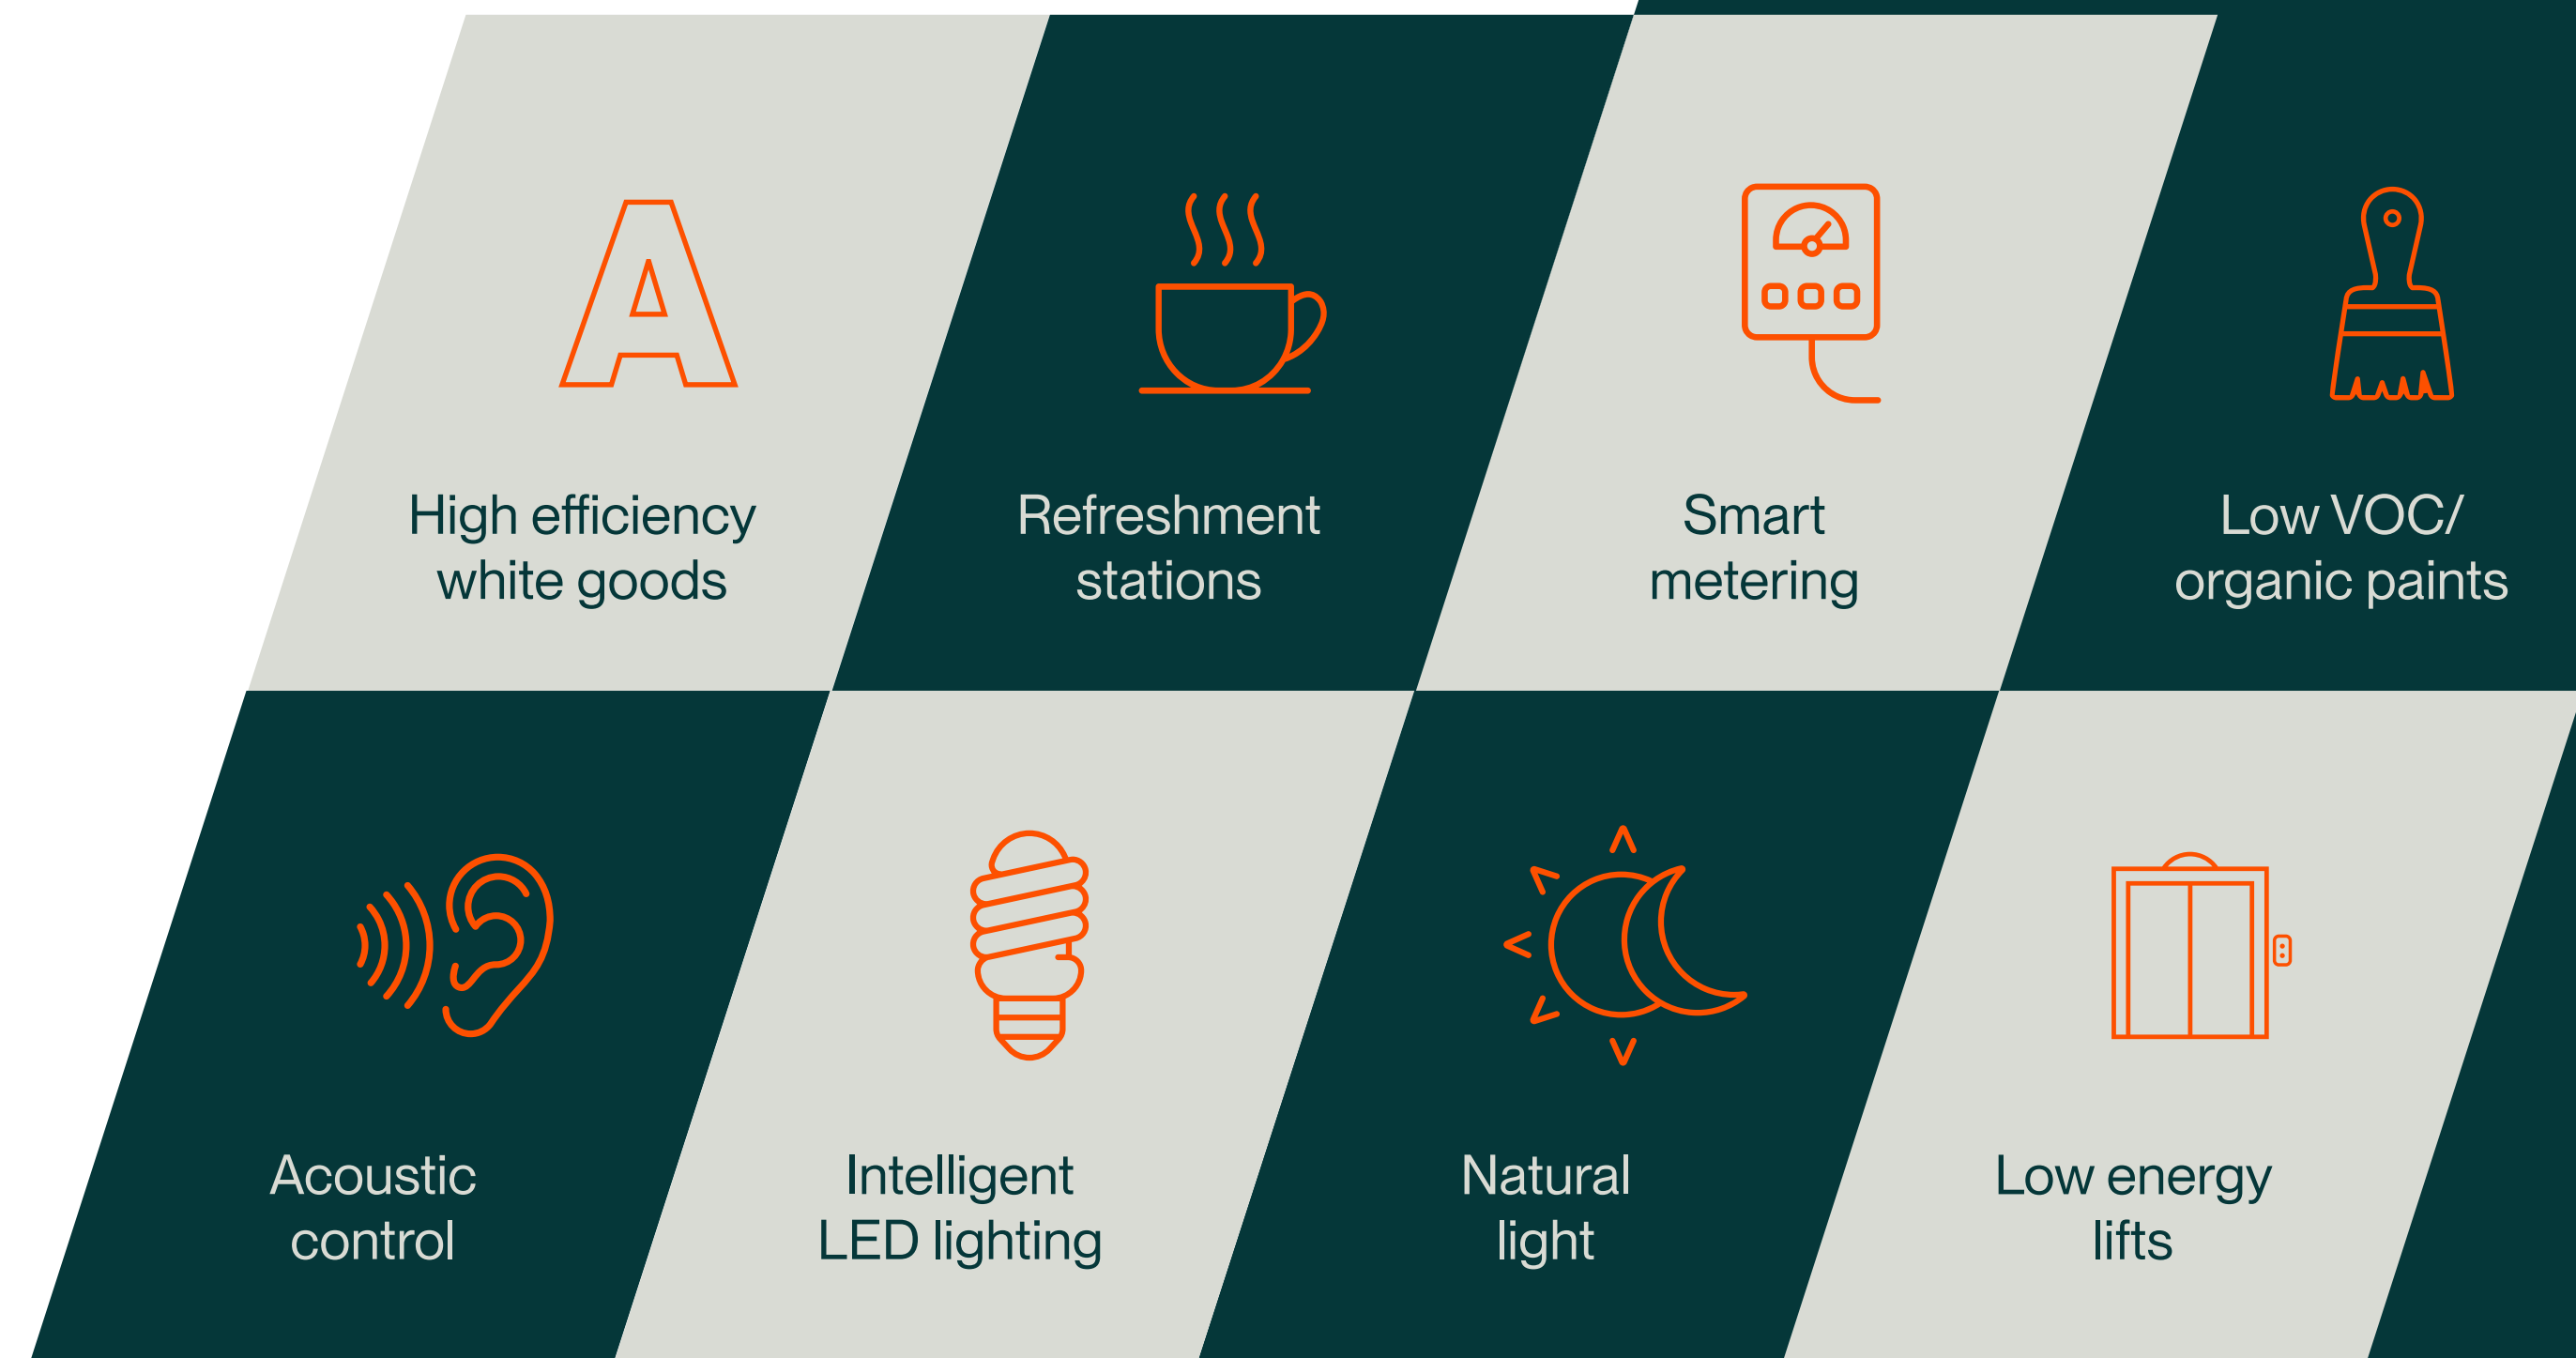 A
High efficiency
white goods
Refreshment
stations
Smart
metering
Low VOC/
organic paints
Acoustic
control
Intelligent
LED lighting
Natural
light
Low energy
lifts